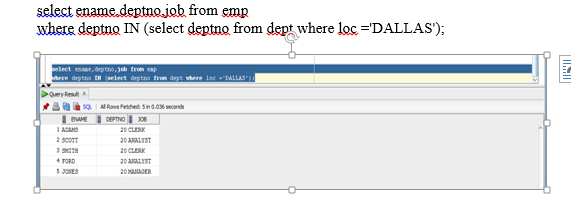 select ename,deptno,job from emp
where deptno IN (select deptno from dept where loc ='DALLAS');
select ename,deptno,job from emp
where deptno IN (select deptno from dept where loc ='DALLAS');
Query Result x
SQL | All Rows Fetched: 5 in 0.036 seconds
ENAME DEPTNO JOB
1 ADAMS 20 CLERK
2 SCOTT 20 ANALYST
3 SMITH 20 CLERK
4 FORD 20 ANALYST
5 JONES 20 MANAGER